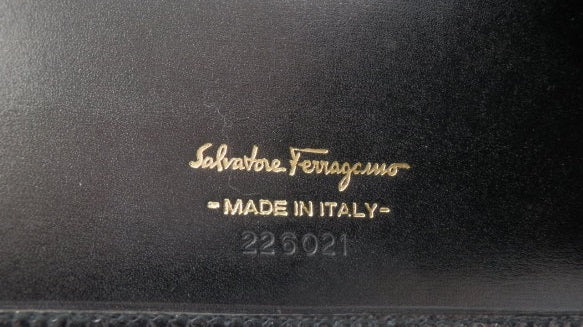 Salvatore Ferragamo
- MADE IN ITALY -
226021